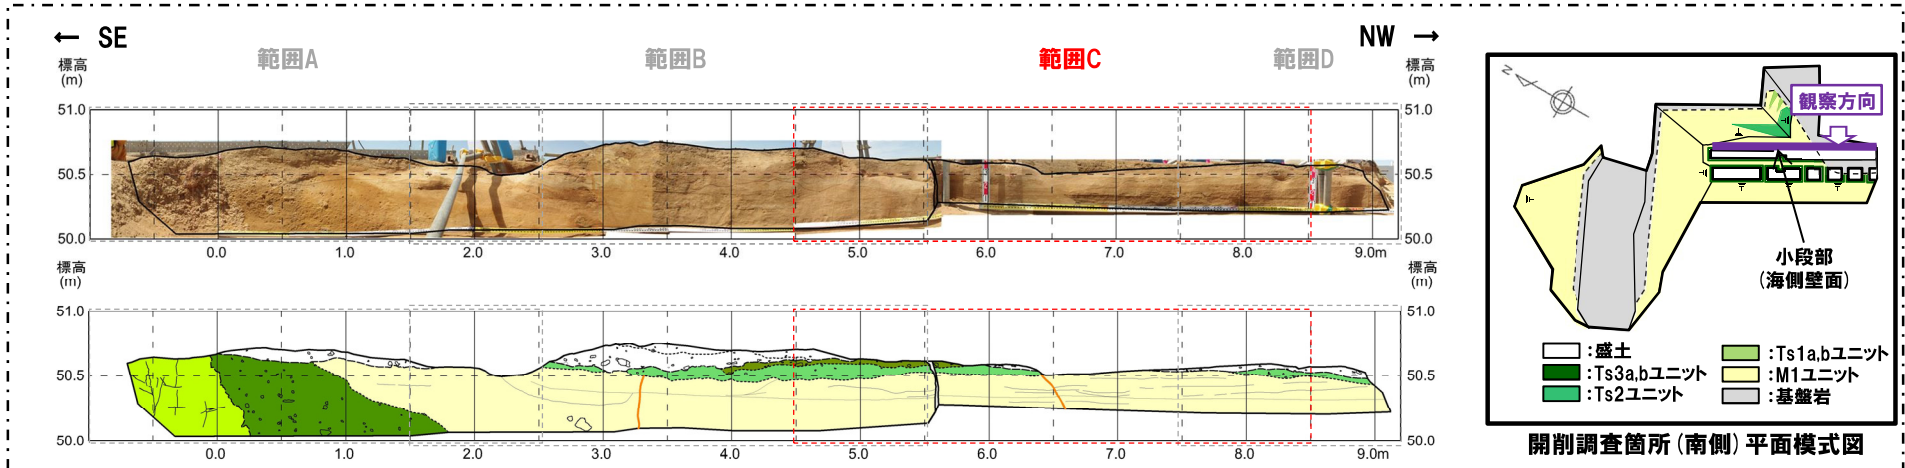 ← SE
NW →
範囲A
範囲B
範囲C
範囲D
標高
(m)
標高
(m)
51.0
51.0
50.5
50.5
50.0
50.0
0.0 1.0 2.0 3.0 4.0 5.0 6.0 7.0 8.0 9.0m
標高
(m)
標高
(m)
51.0
51.0
50.5
50.5
50.0
50.0
0.0 1.0 2.0 3.0 4.0 5.0 6.0 7.0 8.0 9.0m
N
観察方向
小段部
(海側壁面)
:盛土
:Ts3a,bユニット
:Ts2ユニット
:Ts1a,bユニット
:M1ユニット
:基盤岩
開削調査箇所(南側)平面模式図